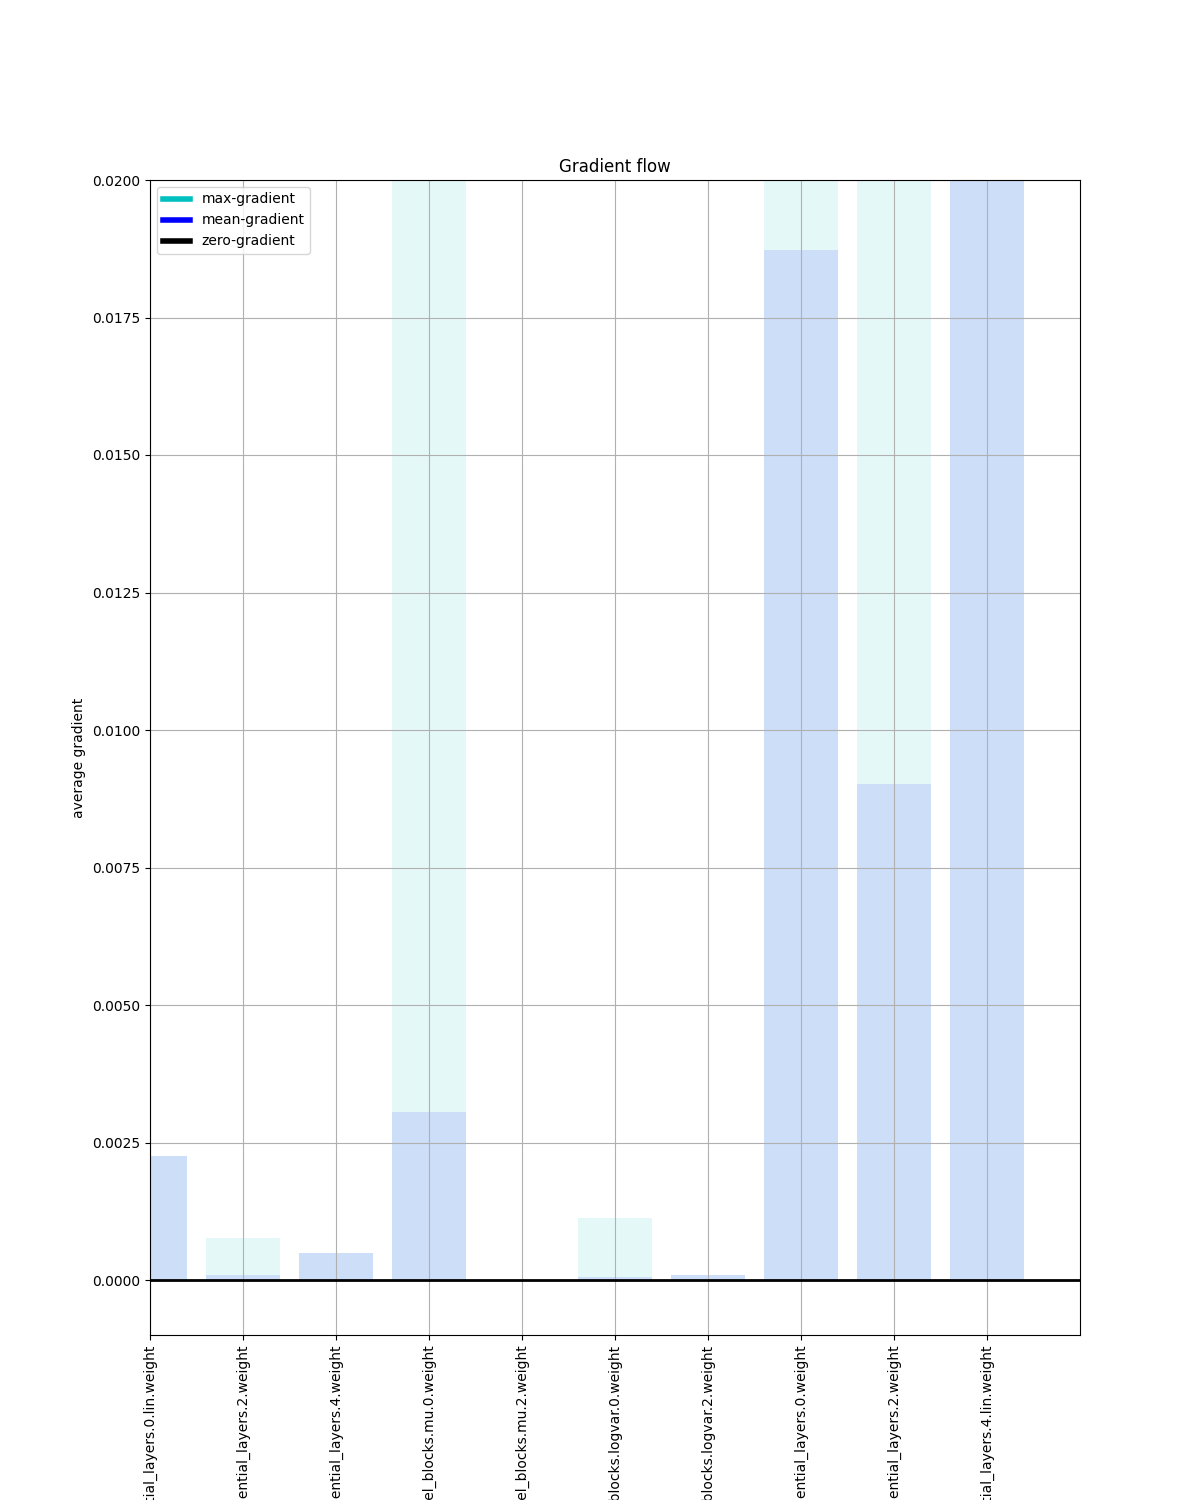 Gradient flow
max-gradient
mean-gradient
zero-gradient
0.0200
0.0175
0.0150
0.0125
0.0100
0.0075
0.0050
0.0025
0.0000
average gradient
tial_layers.0.lin.weight
ential_layers.2.weight
ential_layers.4.weight
el_blocks.mu.0.weight
el_blocks.mu.2.weight
blocks.logvar.0.weight
blocks.logvar.2.weight
ential_layers.0.weight
ential_layers.2.weight
tial_layers.4.lin.weight